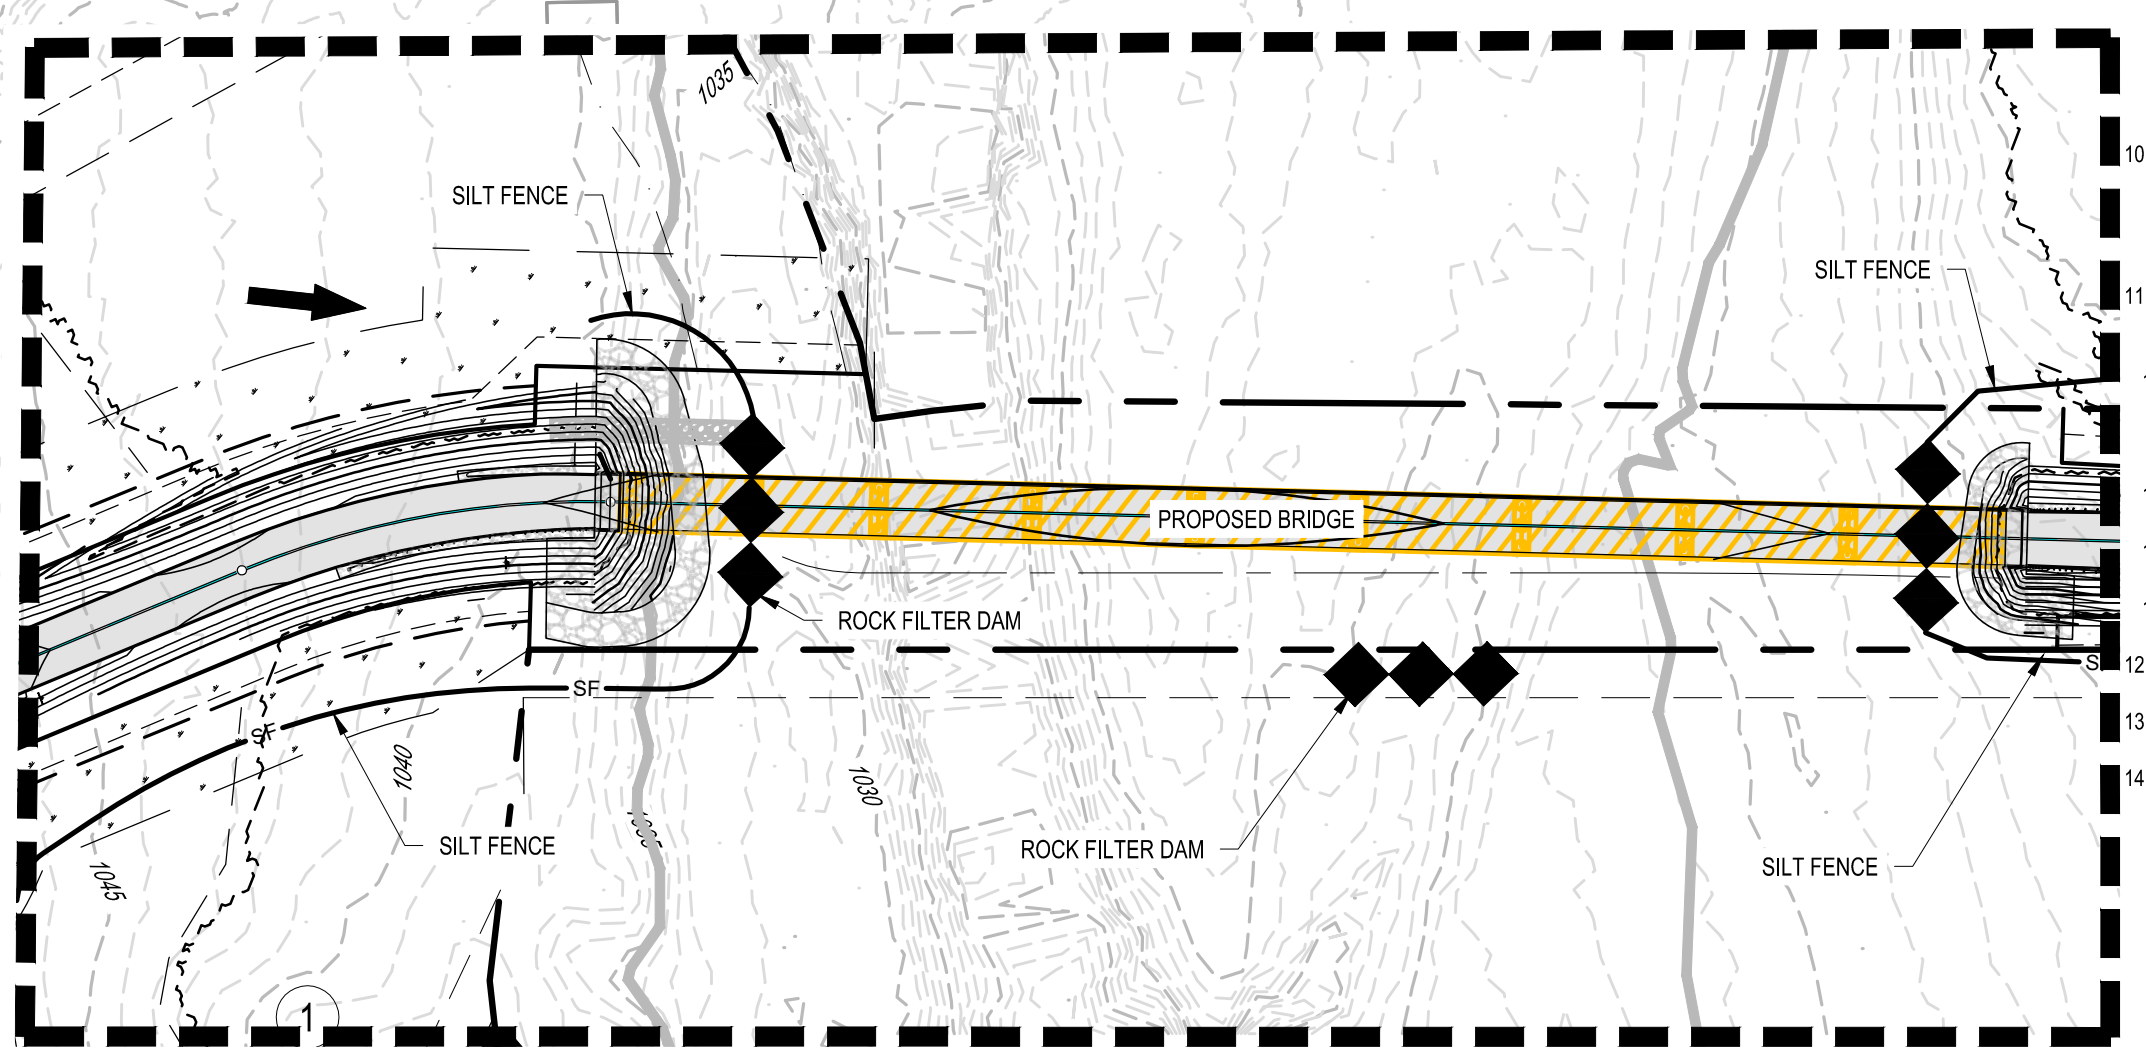 1035
10
SILT FENCE
SILT FENCE
11
PROPOSED BRIDGE
ROCK FILTER DAM
12
SF
13
SF
1040
14
1030
SILT FENCE
ROCK FILTER DAM
SILT FENCE
1045
1